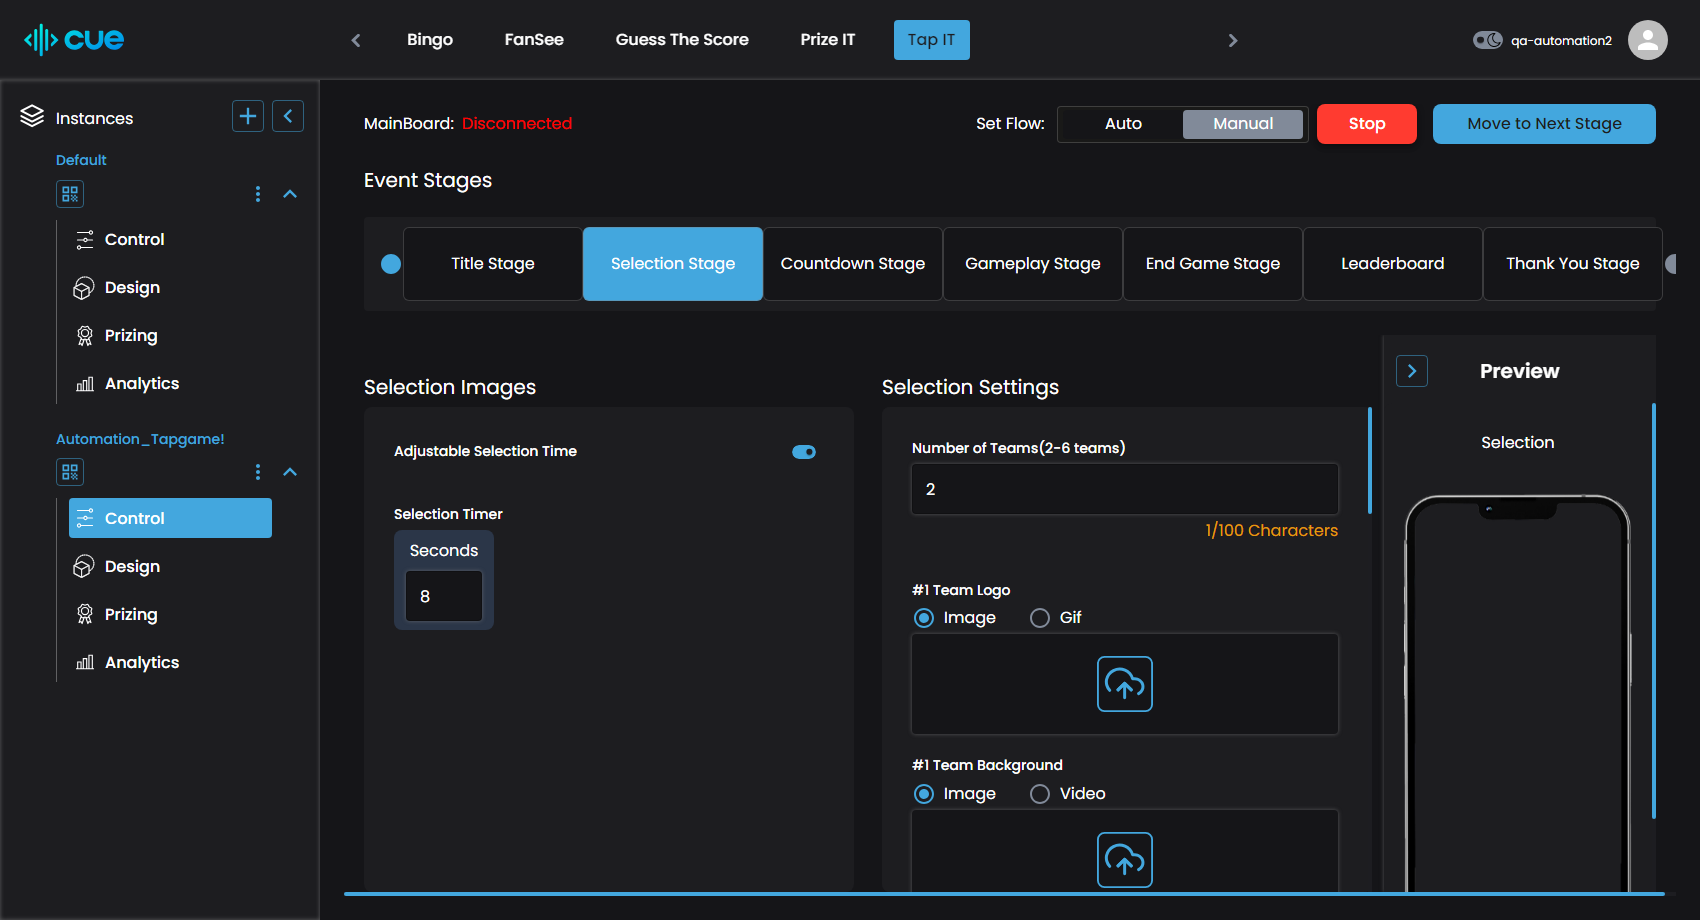 cue
Bingo
FanSee
Guess The Score
Prize IT
Tap IT
qa-automation2
Instances
Default
Control
Design
Prizing
Analytics
Automation_Tapgame!
Control
Design
Prizing
Analytics
MainBoard: Disconnected
Set Flow:
Auto
Manual
Stop
Move to Next Stage
Event Stages
Title Stage
Selection Stage
Countdown Stage
Gameplay Stage
End Game Stage
Leaderboard
Thank You Stage
Selection Images
Adjustable Selection Time
Selection Timer
Seconds
8
Selection Settings
Number of Teams(2-6 teams)
2
1/100 Characters
#1 Team Logo
Image
Gif
#1 Team Background
Image
Video
Preview
Selection